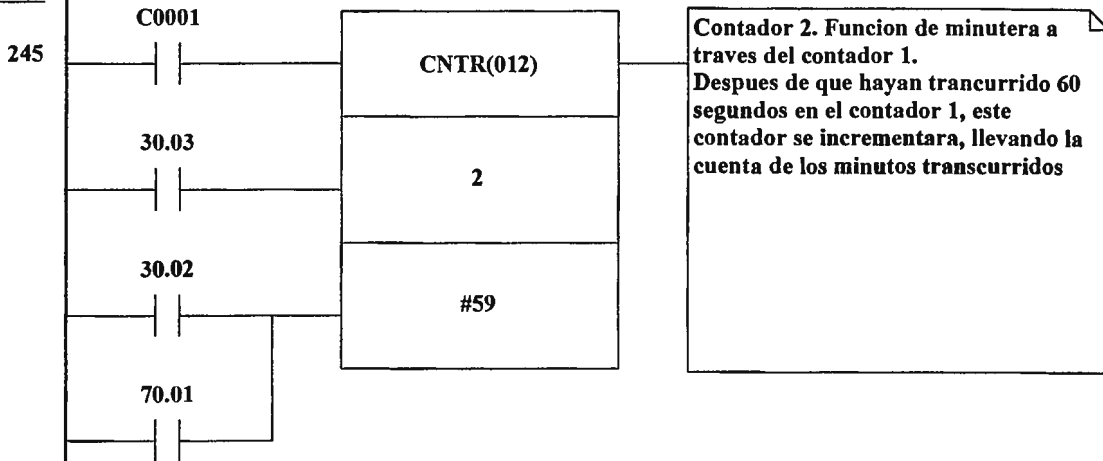 C0001
245
CNTR(012)
Contador 2. Funcion de minutera a
traves del contador 1.
Despues de que hayan trancurrido 60
segundos en el contador 1, este
contador se incrementara, llevando la
cuenta de los minutos transcurridos
30.03
2
30.02
#59
70.01